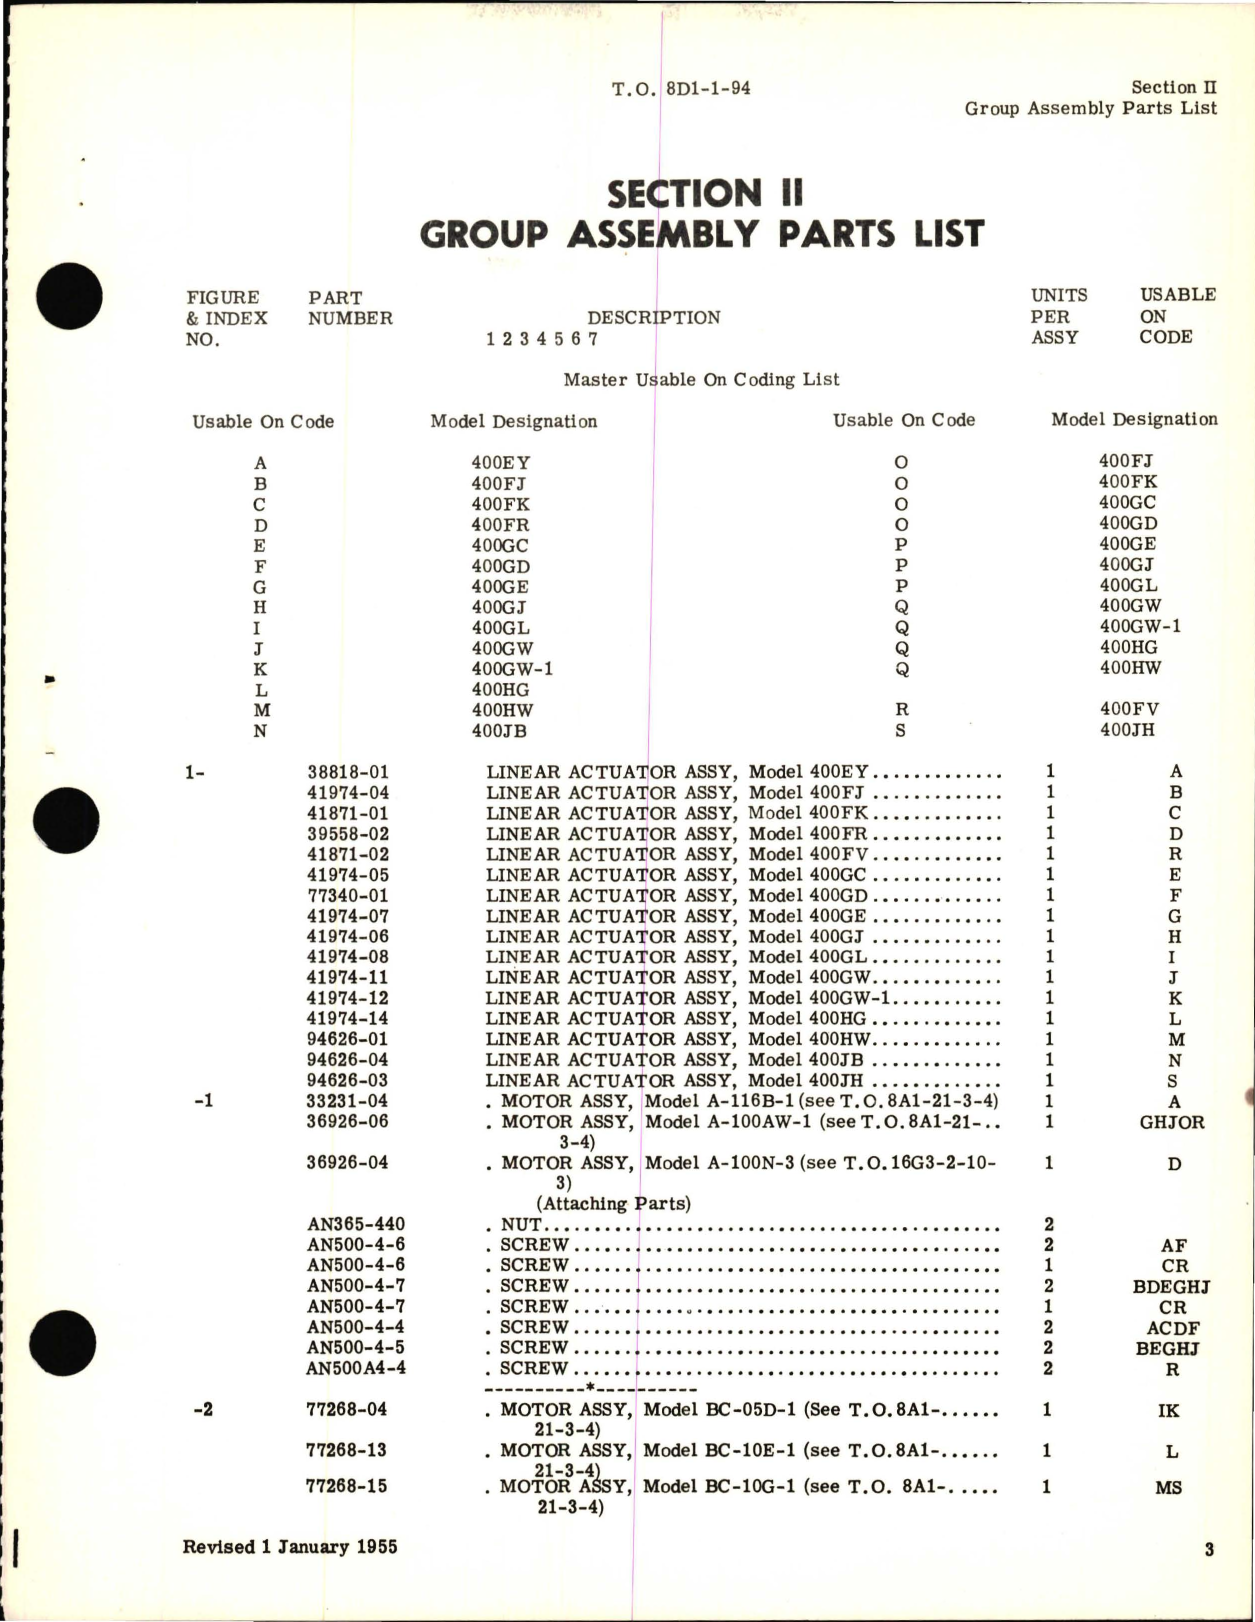 T.O. 8D1-1-94
Section II
Group Assembly Parts List
SECTION II
GROUP ASSEMBLY PARTS LIST
FIGURE PART UNITS USABLE
& INDEX NUMBER DESCRIPTION PER ON
NO. 1 2 3 4 5 6 7 ASSY CODE
Master Usable On Coding List
Usable On Code Model Designation Usable On Code Model Designation
A 400EY O 400FJ
B 400FJ O 400FK
C 400FK O 400GC
D 400FR O 400GD
E 400GC P 400GE
F 400GD P 400GJ
G 400GE P 400GL
H 400GJ Q 400GW
I 400GL Q 400GW-1
J 400GW Q 400HG
K 400GW-1 Q 400HW
L 400HG
M 400HW R 400FV
N 400JB S 400JH
1- 38818-01 LINEAR ACTUATOR ASSY, Model 400EY............. 1 A
41974-04 LINEAR ACTUATOR ASSY, Model 400FJ ............. 1 B
41871-01 LINEAR ACTUATOR ASSY, Model 400FK............. 1 C
39558-02 LINEAR ACTUATOR ASSY, Model 400FR............. 1 D
41871-02 LINEAR ACTUATOR ASSY, Model 400FV............. 1 R
41974-05 LINEAR ACTUATOR ASSY, Model 400GC ............. 1 E
77340-01 LINEAR ACTUATOR ASSY, Model 400GD ............. 1 F
41974-07 LINEAR ACTUATOR ASSY, Model 400GE ............. 1 G
41974-06 LINEAR ACTUATOR ASSY, Model 400GJ ............. 1 H
41974-08 LINEAR ACTUATOR ASSY, Model 400GL ............. 1 I
41974-11 LINEAR ACTUATOR ASSY, Model 400GW............. 1 J
41974-12 LINEAR ACTUATOR ASSY, Model 400GW-1........... 1 K
41974-14 LINEAR ACTUATOR ASSY, Model 400HG ............. 1 L
94626-01 LINEAR ACTUATOR ASSY, Model 400HW............. 1 M
94626-04 LINEAR ACTUATOR ASSY, Model 400JB ............. 1 N
94626-03 LINEAR ACTUATOR ASSY, Model 400JH ............. 1 S
-1 33231-04 . MOTOR ASSY, Model A-116B-1 (see T.O. 8A1-21-3-4) 1 A
36926-06 . MOTOR ASSY, Model A-100AW-1 (see T.O. 8A1-21-.. 1 GHJOR
3-4)
36926-04 . MOTOR ASSY, Model A-100N-3 (see T.O. 16G3-2-10- 1 D
3)
(Attaching Parts)
AN365-440 . NUT.............................................. 2
AN500-4-6 . SCREW........................................... 2 AF
AN500-4-6 . SCREW........................................... 1 CR
AN500-4-7 . SCREW........................................... 2 BDEGHJ
AN500-4-7 . SCREW........................................... 1 CR
AN500-4-4 . SCREW........................................... 2 ACDF
AN500-4-5 . SCREW........................................... 2 BEGHJ
AN500A4-4 . SCREW........................................... 2 R
----------*----------
-2 77268-04 . MOTOR ASSY, Model BC-05D-1 (See T.O. 8A1-...... 1 IK
21-3-4)
77268-13 . MOTOR ASSY, Model BC-10E-1 (see T.O. 8A1-...... 1 L
21-3-4)
77268-15 . MOTOR ASSY, Model BC-10G-1 (see T.O. 8A1-..... 1 MS
21-3-4)
Revised 1 January 1955 3